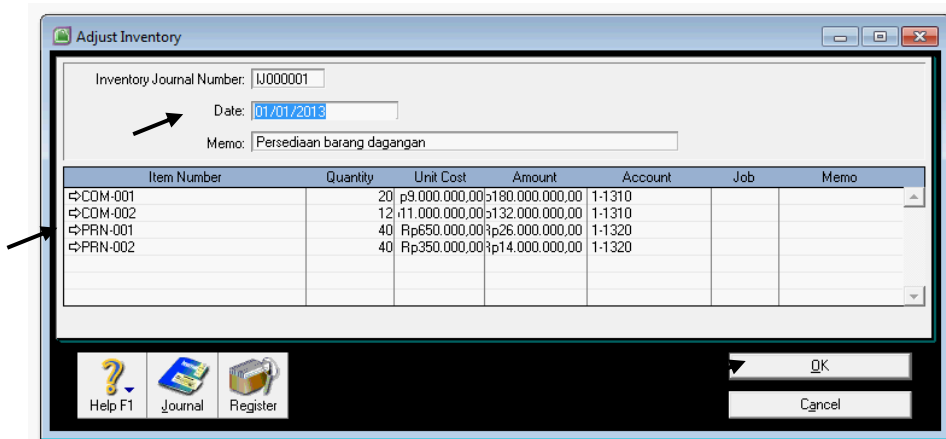 Adjust Inventory
Inventory Journal Number: IJ000001
Date: 01/01/2013
Memo: Persediaan barang dagangan
Item Number Quantity Unit Cost Amount Account Job Memo
COM-001 20 p9.000.000,00 p180.000.000,00 1-1310
COM-002 12 11.000.000,00 p132.000.000,00 1-1310
PRN-001 40 Rp650.000,00 Rp26.000.000,00 1-1320
PRN-002 40 Rp350.000,00 Rp14.000.000,00 1-1320
Help F1 Journal Register
OK
Cancel